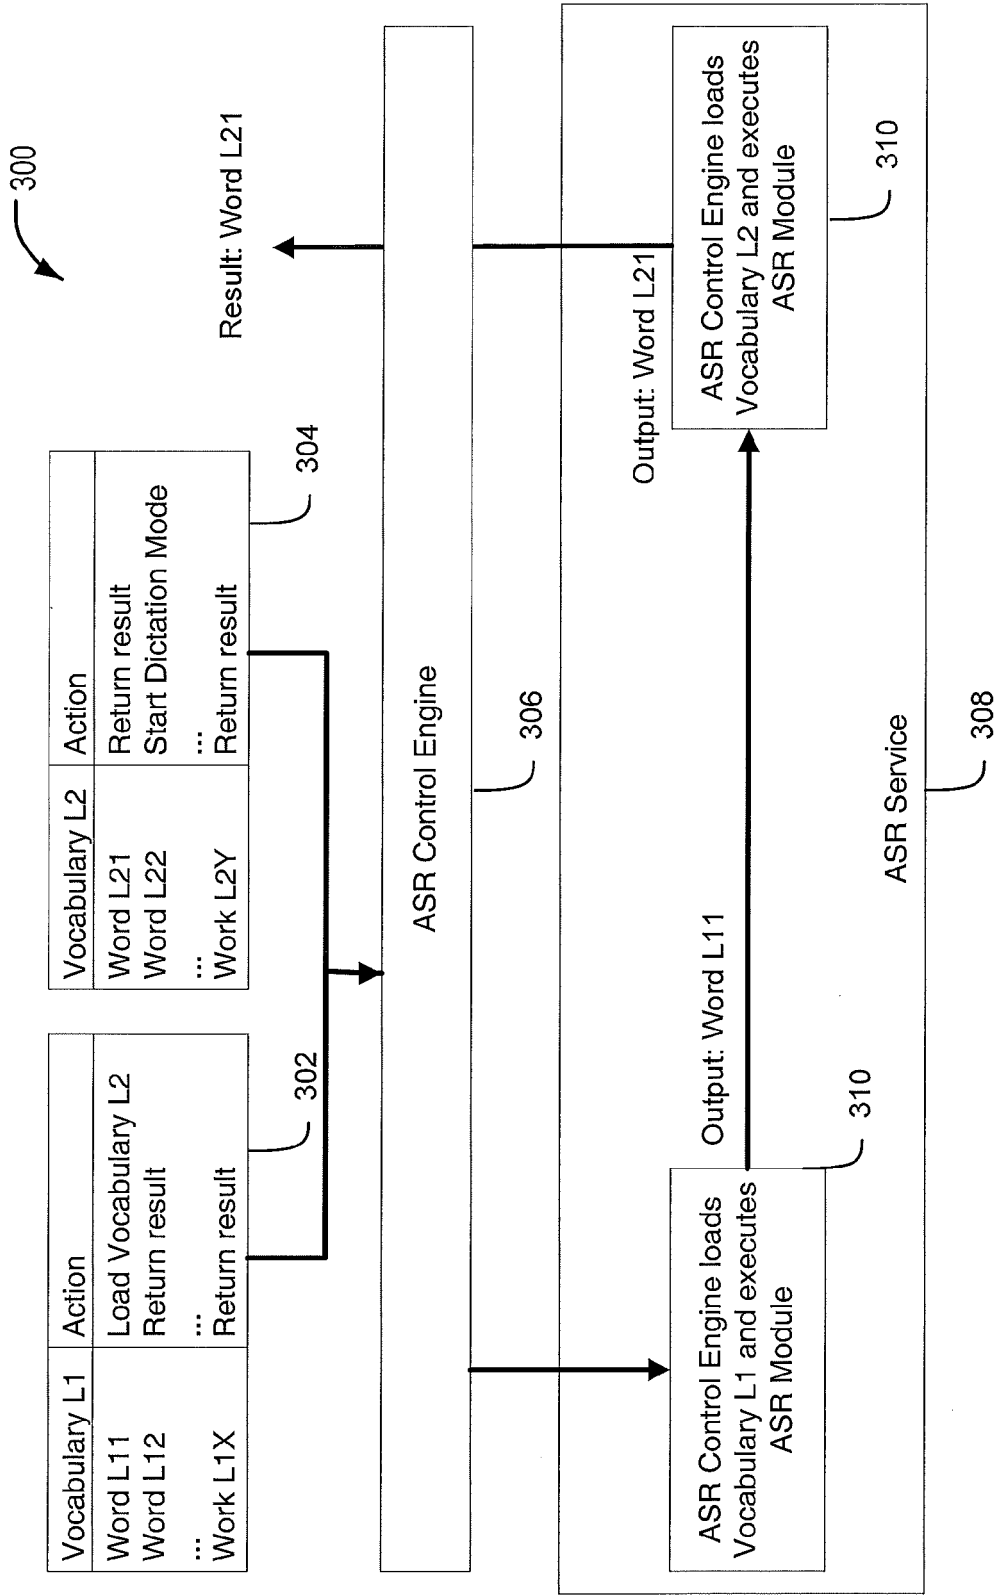 300
Vocabulary L1
Action
Word L11
Load Vocabulary L2
Word L12
Return result
...
...
Work L1X
Return result
302
Vocabulary L2
Action
Word L21
Return result
Word L22
Start Dictation Mode
...
...
Work L2Y
Return result
304
Result: Word L21
ASR Control Engine
306
ASR Control Engine loads
Vocabulary L1 and executes
ASR Module
310
Output: Word L11
Output: Word L21
ASR Control Engine loads
Vocabulary L2 and executes
ASR Module
310
ASR Service
308